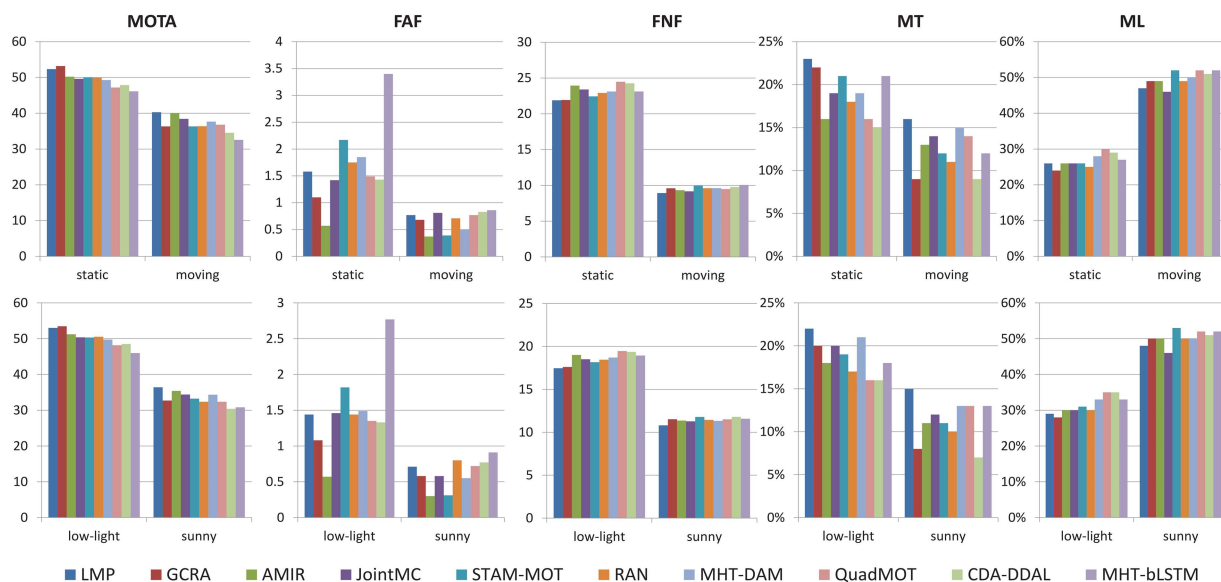 MOTA FAF FNF MT ML
60 4 30 25% 60%
50 3.5 25 20% 50%
40 3 20 15% 40%
30 2.5 15 10% 30%
20 2 10 5% 20%
10 1.5 5 0% 10%
0 1 0 0%
0.5
0
static moving static moving static moving static moving static moving
60 3 25 25% 60%
50 2.5 20 20% 50%
40 2 15 15% 40%
30 1.5 10 10% 30%
20 1 5 5% 20%
10 0.5 0 0% 10%
0 0 0%
low-light sunny low-light sunny low-light sunny low-light sunny low-light sunny
LMP GCRA AMIR JointMC STAM-MOT RAN MHT-DAM QuadMOT CDA-DDAL MHT-bLSTM